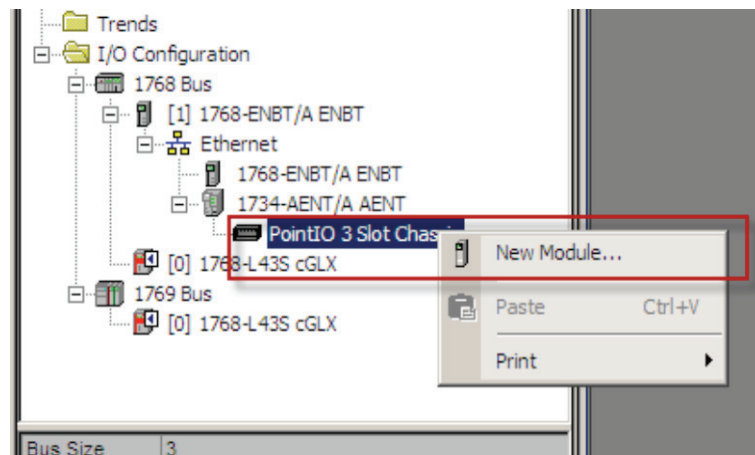 Trends
I/O Configuration
1768 Bus
[1] 1768-ENBT/A ENBT
Ethernet
1768-ENBT/A ENBT
1734-AENT/A AENT
PointIO 3 Slot
New Module...
[0] 1768-L43S cGLX
1769 Bus
Paste Ctrl+V
[0] 1768-L43S cGLX
Print
Bus Size 3